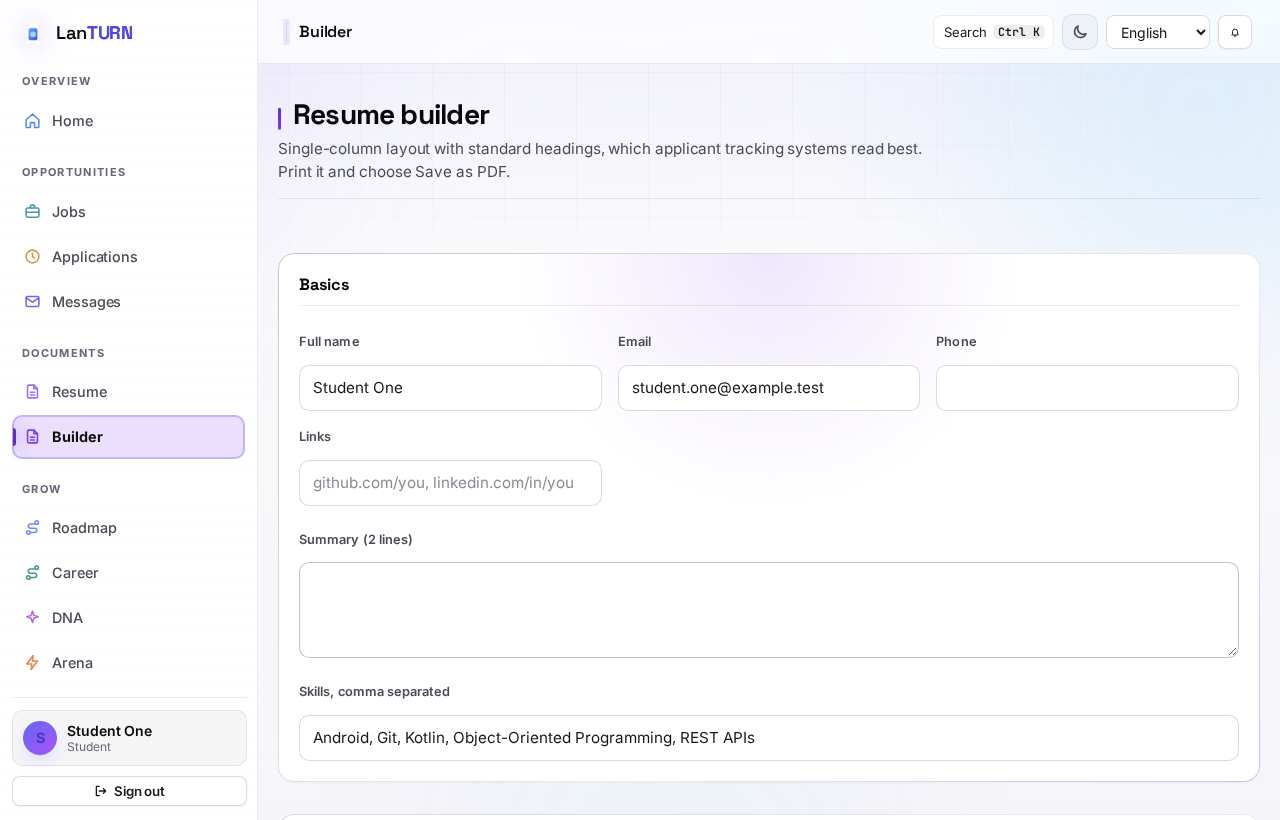 LanTURN
OVERVIEW
Home
OPPORTUNITIES
Jobs
Applications
Messages
DOCUMENTS
Resume
Builder
GROW
Roadmap
Career
DNA
Arena
S
Student One
Student
Sign out
Builder
Search Ctrl K
English
Resume builder
Single-column layout with standard headings, which applicant tracking systems read best.
Print it and choose Save as PDF.
Basics
Full name
Student One
Email
student.one@example.test
Phone
Links
github.com/you, linkedin.com/in/you
Summary (2 lines)
Skills, comma separated
Android, Git, Kotlin, Object-Oriented Programming, REST APIs